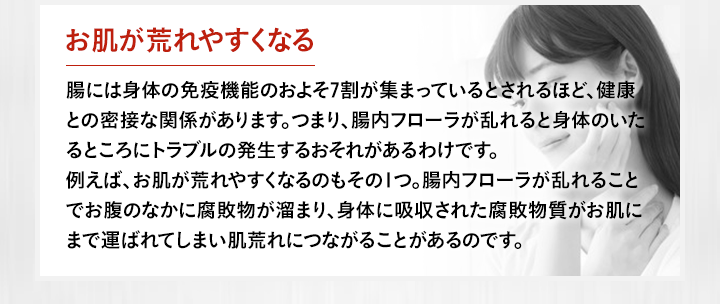 お肌が荒れやすくなる
腸には身体の免疫機能のおよそ7割が集まっているとされるほど、健康
との密接な関係があります。つまり、腸内フローラが乱れると身体のいた
るところにトラブルの発生するおそれがあるわけです。
例えば、お肌が荒れやすくなるのもその1つ。腸内フローラが乱れること
でお腹のなかに腐敗物が溜まり、身体に吸収された腐敗物質がお肌に
まで運ばれてしまい肌荒れにつながることがあるのです。